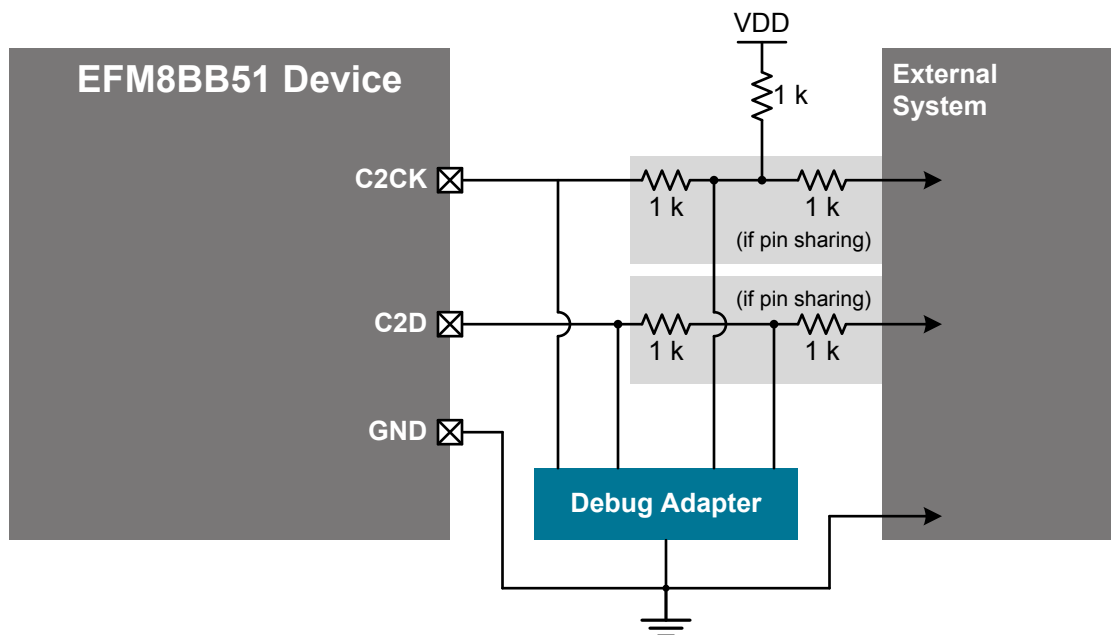 VDD
EFM8BB51 Device
External
System
1 k
C2CK
1 k
1 k
(if pin sharing)
(if pin sharing)
C2D
1 k
1 k
GND
Debug Adapter